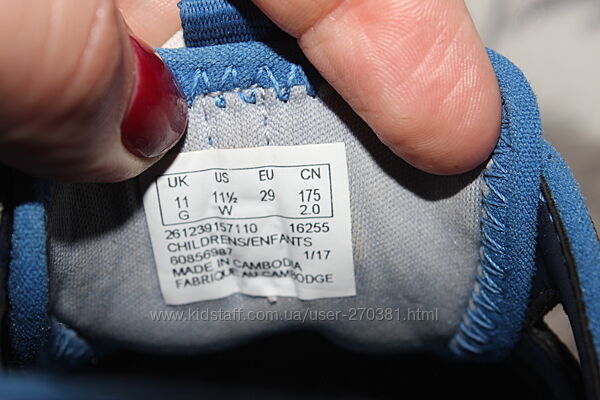 UK US EU CN
11 11½ 29 175
G W 2.0
261239157110 16255
CHILDRENS/ENFANTS
60856987 1/17
MADE IN CAMBODIA
FABRIQUE AU CAMBODGE
www.kidstaff.com.ua/user-270381.html